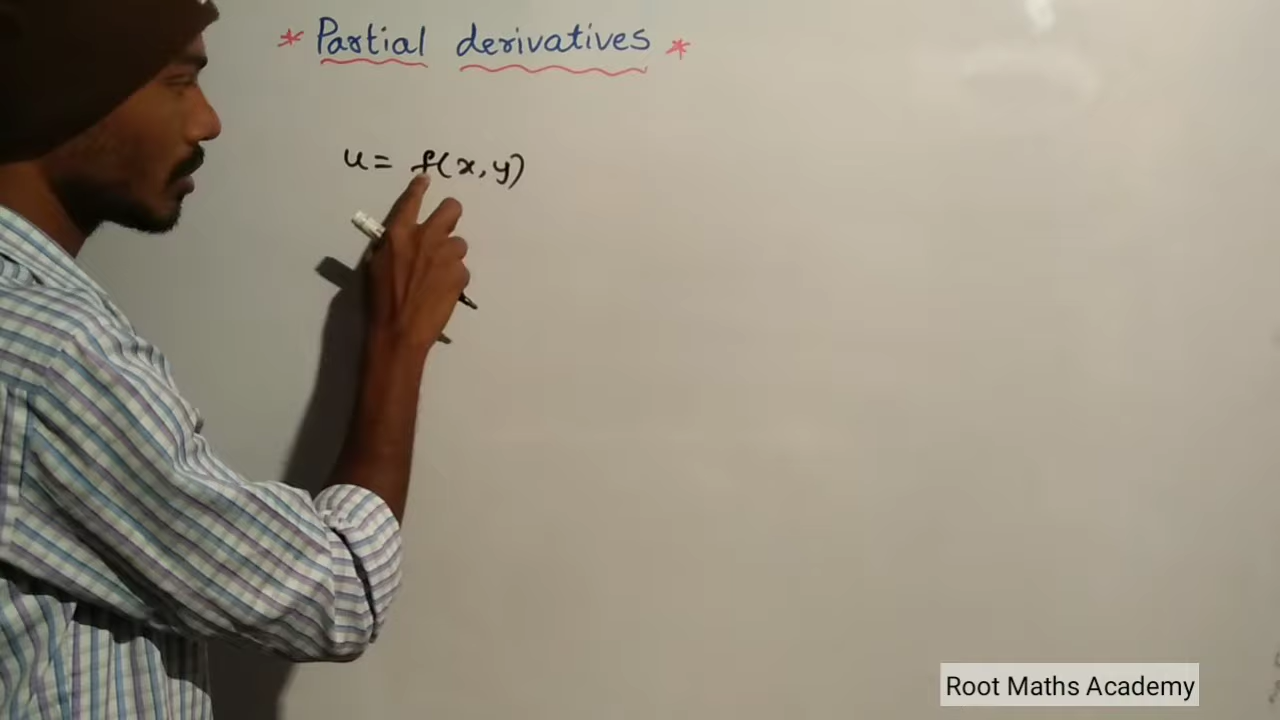 * Partial derivatives *
u = f(x, y)
Root Maths Academy